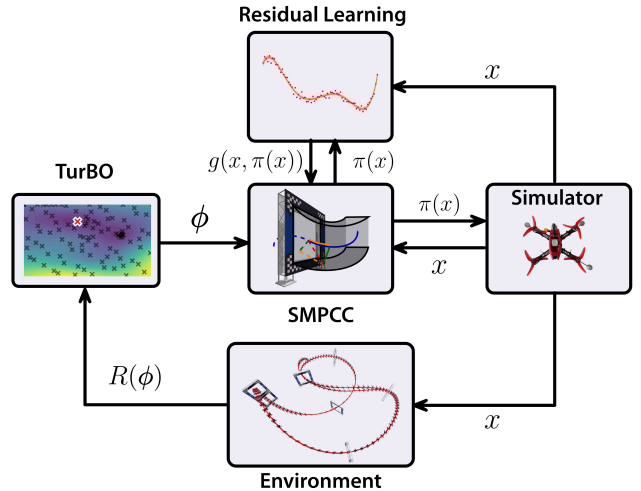 Residual Learning
x
g(x, π(x))
π(x)
TurBO
Simulator
π(x)
ϕ
x
SMPCC
R(ϕ)
x
Environment